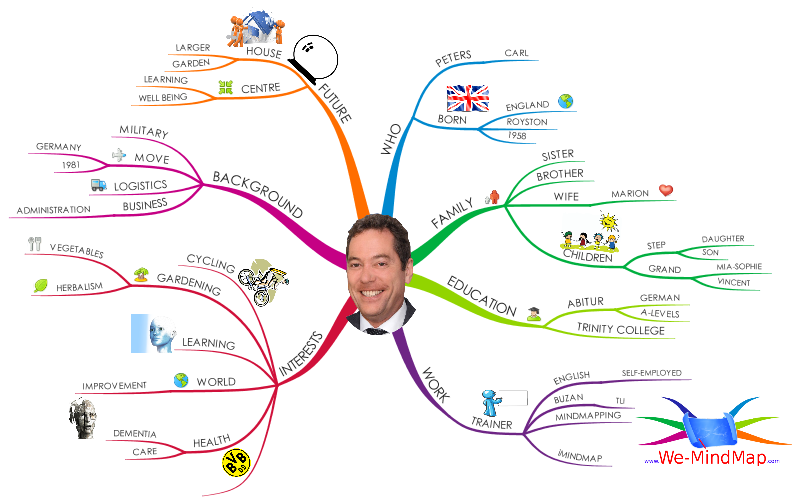 WHO
PETERS
CARL
BORN
ENGLAND
ROYSTON
1958
FAMILY
SISTER
BROTHER
WIFE
MARION
CHILDREN
STEP
DAUGHTER
SON
GRAND
MIA-SOPHIE
VINCENT
EDUCATION
ABITUR
GERMAN
A-LEVELS
TRINITY COLLEGE
WORK
TRAINER
ENGLISH
SELF-EMPLOYED
BUZAN
TU
MINDMAPPING
iMINDMAP
INTERESTS
CYCLING
GARDENING
VEGETABLES
HERBALISM
LEARNING
WORLD
IMPROVEMENT
HEALTH
DEMENTIA
CARE
BVB
09
BACKGROUND
MILITARY
MOVE
GERMANY
1981
LOGISTICS
BUSINESS
ADMINISTRATION
FUTURE
HOUSE
LARGER
GARDEN
CENTRE
LEARNING
WELL BEING
www.We-MindMap.com